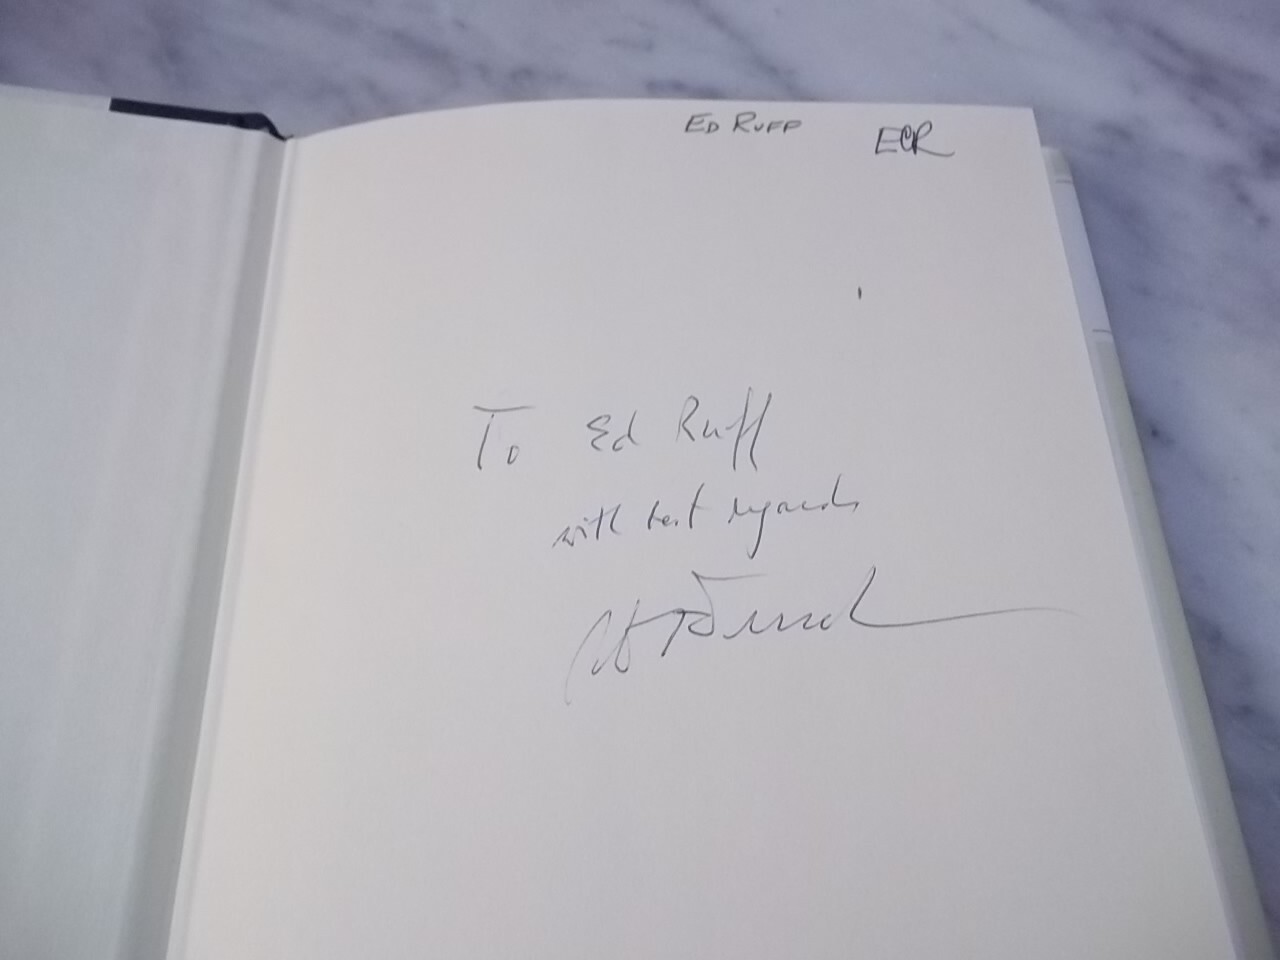 ED RUFF ECR
To Ed Ruff
with best regards